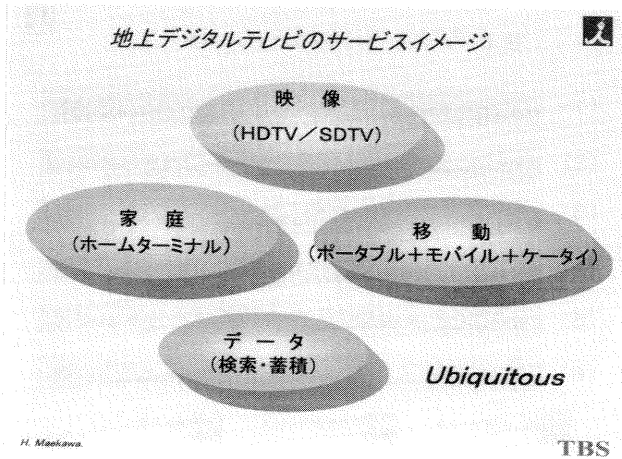 地上デジタルテレビのサービスイメージ
映 像
(HDTV/SDTV)
家 庭
(ホームターミナル)
移 動
(ポータブル+モバイル+ケータイ)
デ ー タ
(検索・蓄積)
Ubiquitous
H. Maekawa.
TBS